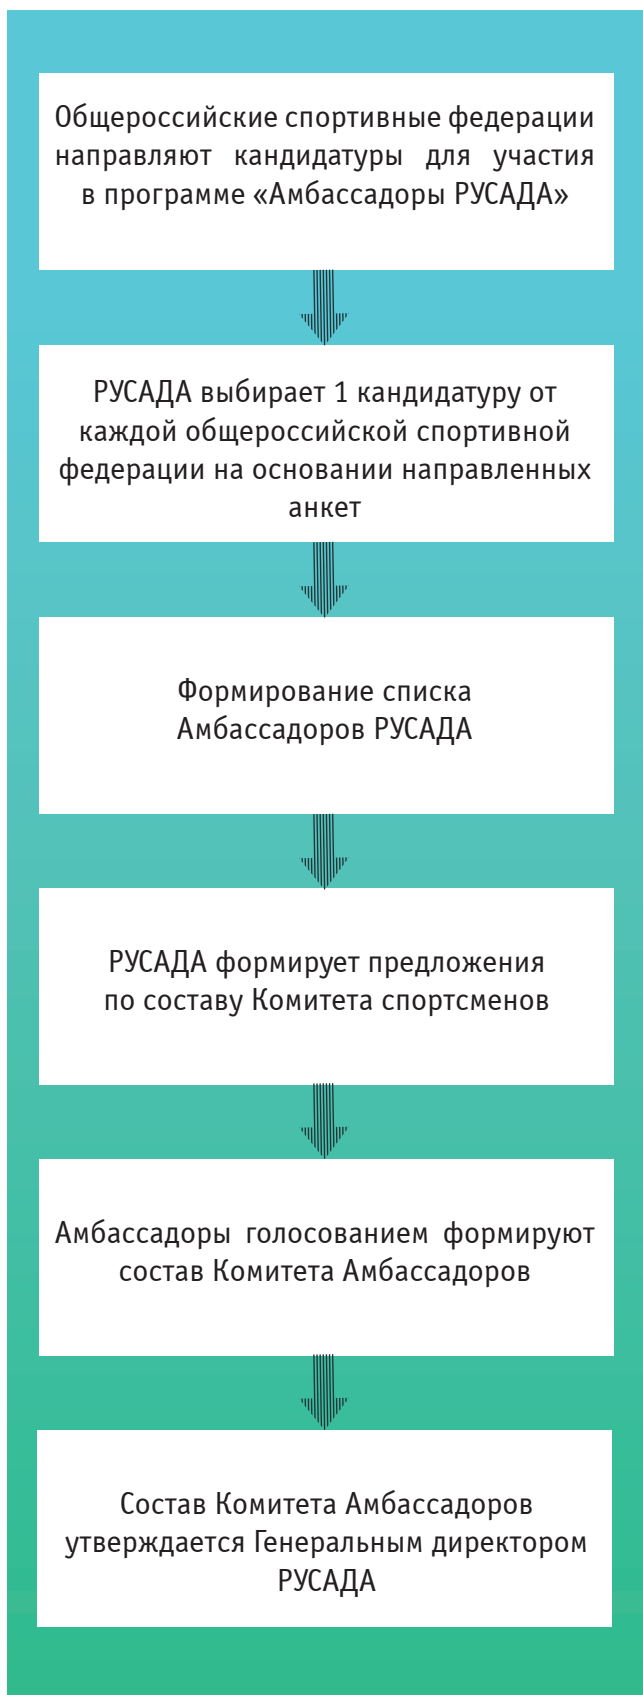 Общероссийские спортивные федерации
направляют кандидатуры для участия
в программе «Амбассадоры РУСАДА»
РУСАДА выбирает 1 кандидатуру от
каждой общероссийской спортивной
федерации на основании направленных
анкет
Формирование списка
Амбассадоров РУСАДА
РУСАДА формирует предложения
по составу Комитета спортсменов
Амбассадоры голосованием формируют
состав Комитета Амбассадоров
Состав Комитета Амбассадоров
утверждается Генеральным директором
РУСАДА